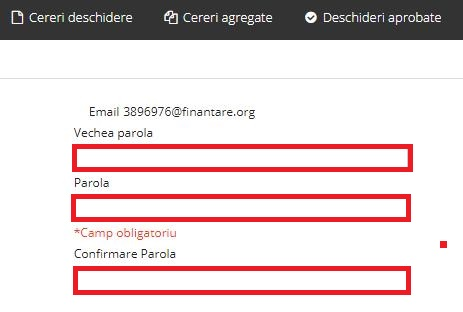 Cereri deschidere Cereri agregate Deschideri aprobate
Email 3896976@finantare.org
Vechea parola
Parola
*Camp obligatoriu
Confirmare Parola